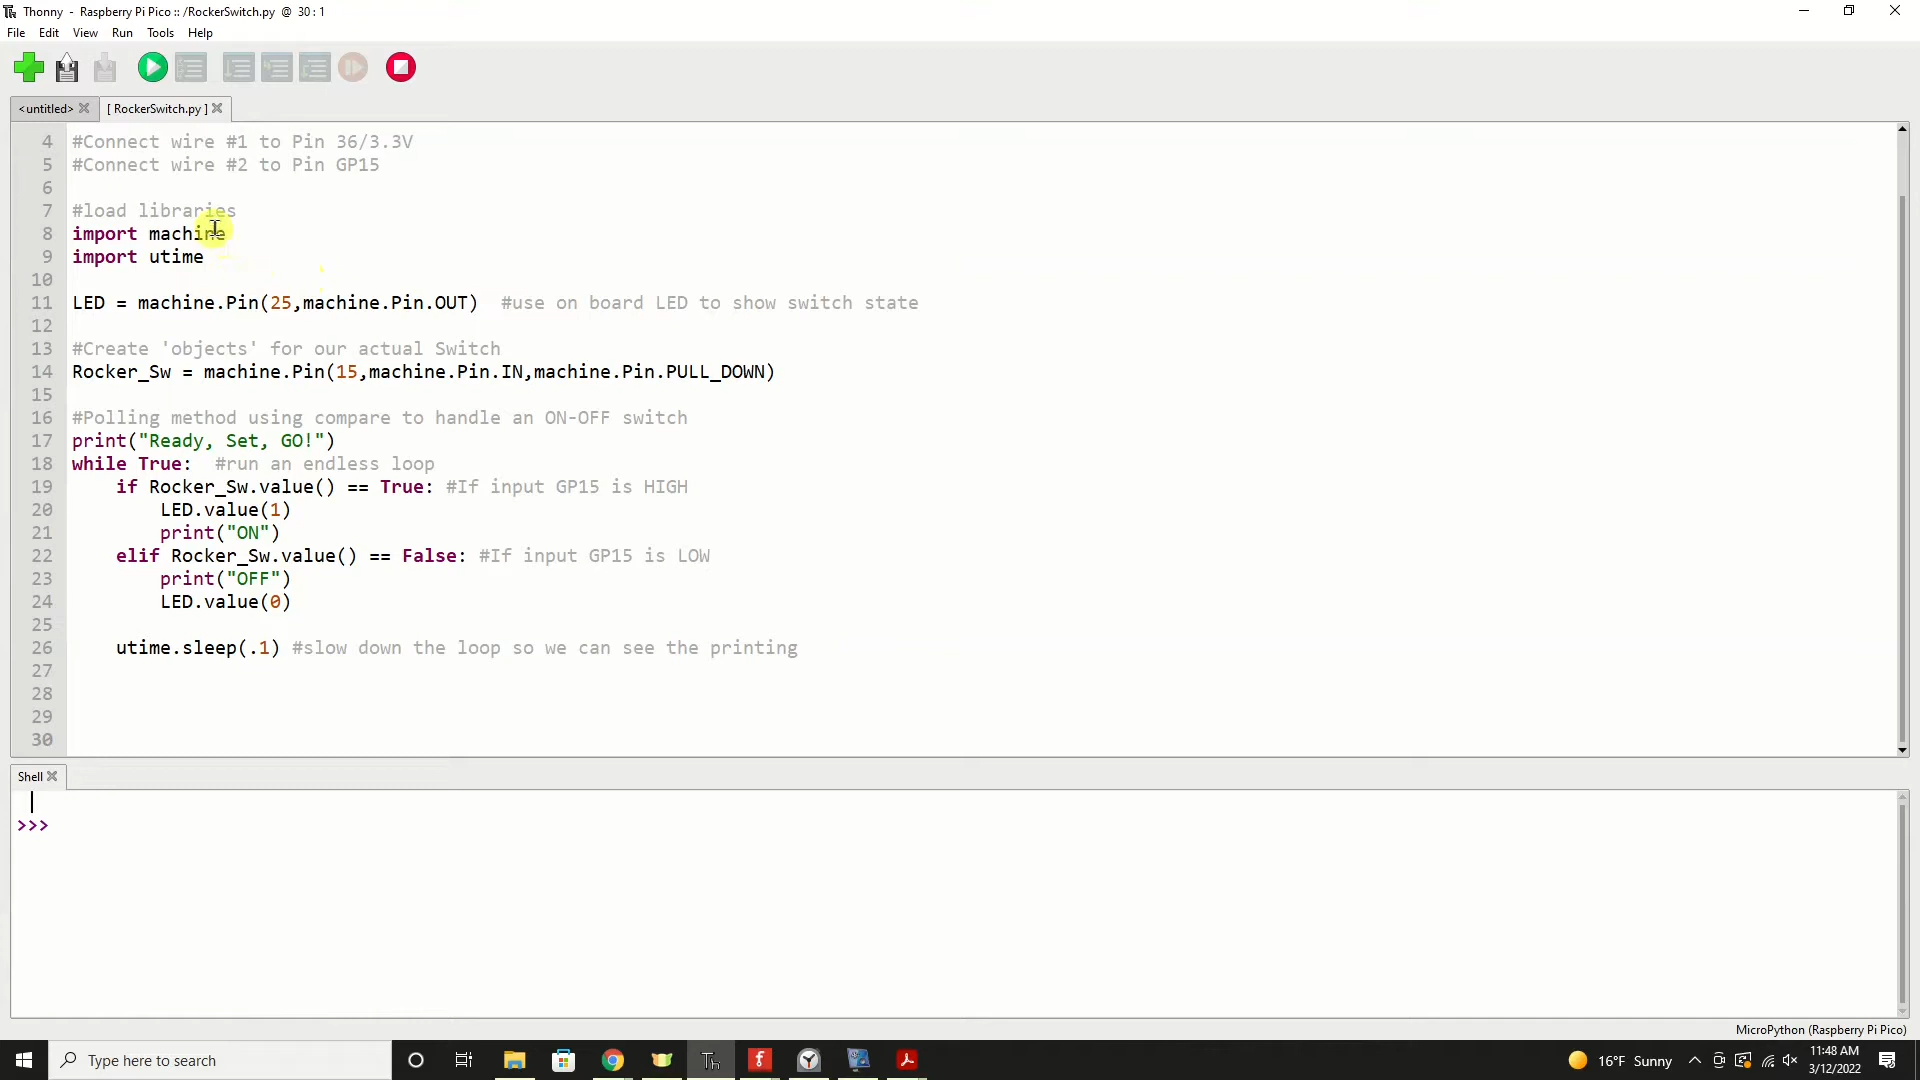 Thonny - Raspberry Pi Pico :: /RockerSwitch.py @ 30 : 1
File Edit View Run Tools Help
<untitled> [ RockerSwitch.py ]
4 #Connect wire #1 to Pin 36/3.3V
5 #Connect wire #2 to Pin GP15
6
7 #load libraries
8 import machine
9 import utime
10
11 LED = machine.Pin(25,machine.Pin.OUT)  #use on board LED to show switch state
12
13 #Create 'objects' for our actual Switch
14 Rocker_Sw = machine.Pin(15,machine.Pin.IN,machine.Pin.PULL_DOWN)
15
16 #Polling method using compare to handle an ON-OFF switch
17 print("Ready, Set, GO!")
18 while True:  #run an endless loop
19     if Rocker_Sw.value() == True: #If input GP15 is HIGH
20         LED.value(1)
21         print("ON")
22     elif Rocker_Sw.value() == False: #If input GP15 is LOW
23         print("OFF")
24         LED.value(0)
25
26     utime.sleep(.1) #slow down the loop so we can see the printing
27
28
29
30
Shell
>>>
MicroPython (Raspberry Pi Pico)
Type here to search
Th
16°F Sunny
11:48 AM
3/12/2022